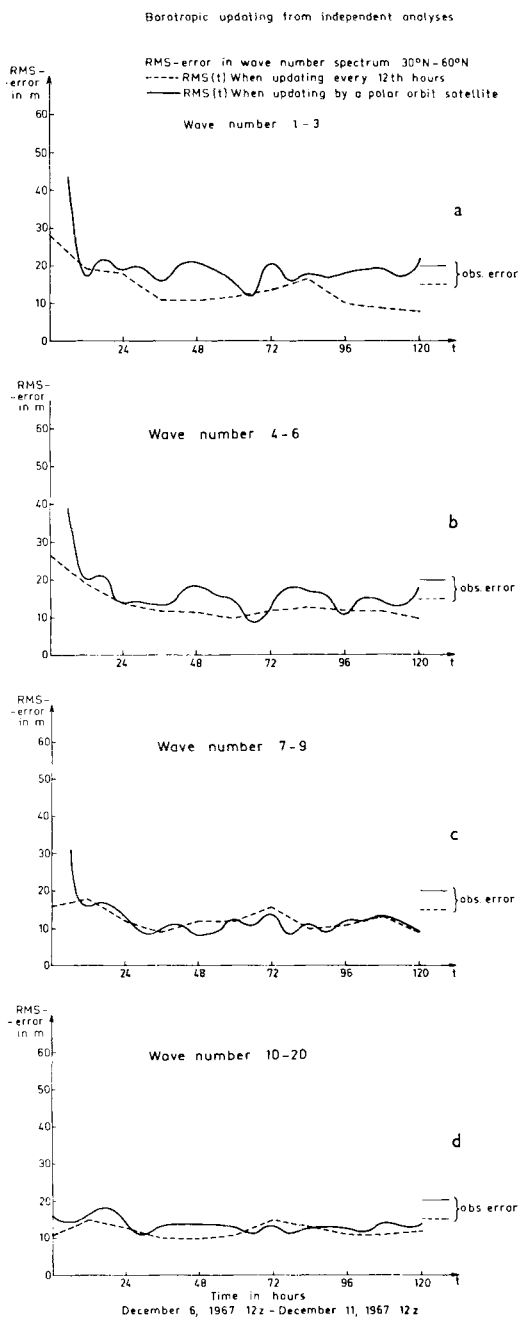 Barotropic updating from independent analyses
RMS-error in wave number spectrum 30°N-60°N
----- RMS(t) When updating every 12th hours
RMS(t) When updating by a polar orbit satellite
RMS-
error
in m
Wave number 1-3
60
50
40
30
20
10
0
24
48
72
96
120
t
a
obs. error
RMS-
-error
in m
Wave number 4-6
60
50
40
30
20
10
0
24
48
72
96
120
t
b
obs. error
RMS-
-error
in m
Wave number 7-9
60
50
40
30
20
10
0
24
48
72
96
120
t
c
obs. error
RMS-
-error
in m
Wave number 10-20
60
50
40
30
20
10
0
24
48
72
96
120
t
d
obs error
Time in hours
December 6, 1967 12z - December 11, 1967 12z